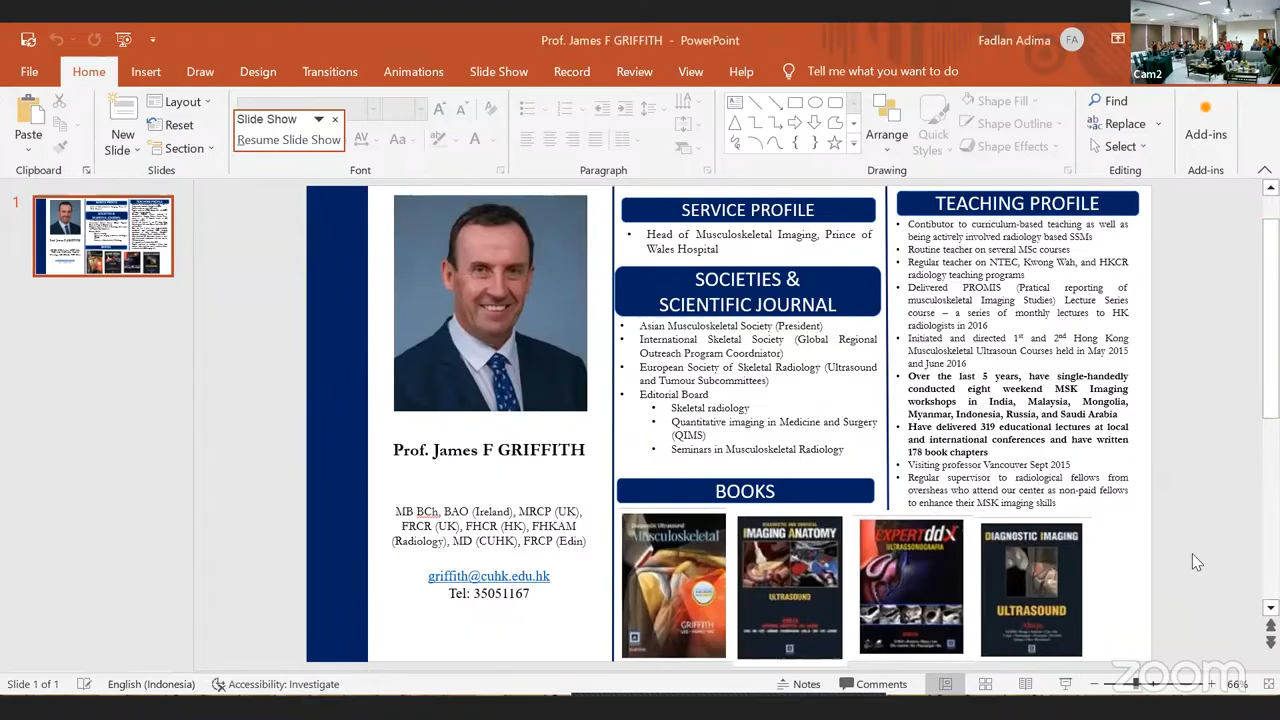 Prof. James F GRIFFITH - PowerPoint
Fadlan Adima
FA
Cam2
File
Home
Insert
Draw
Design
Transitions
Animations
Slide Show
Record
Review
View
Help
Tell me what you want to do
Paste
Clipboard
New
Slide
Layout
Reset
Section
Slides
Slide Show
Resume Slide Show
Aa
A
Font
Paragraph
Arrange
Quick
Styles
Shape Fill
Shape Outline
Shape Effects
Drawing
Find
Replace
Select
Editing
Add-ins
Add-ins
1
Prof. James F GRIFFITH
MB BCh, BAO (Ireland), MRCP (UK),
FRCR (UK), FHCR (HK), FHKAM
(Radiology), MD (CUHK), FRCP (Edin)
griffith@cuhk.edu.hk
Tel: 35051167
SERVICE PROFILE
• Head of Musculoskeletal Imaging, Prince of
Wales Hospital
SOCIETIES &
SCIENTIFIC JOURNAL
• Asian Musculoskeletal Society (President)
• International Skeletal Society (Global Regional
Outreach Program Coordniator)
• European Society of Skeletal Radiology (Ultrasound
and Tumour Subcommittees)
• Editorial Board
• Skeletal radiology
• Quantitative imaging in Medicine and Surgery
(QIMS)
• Seminars in Musculoskeletal Radiology
BOOKS
Diagnostic Ultrasound
Musculoskeletal
GRIFFITH
IMAGING ANATOMY
ULTRASOUND
EXPERTddx
ULTRASSONOGRAFIA
DIAGNOSTIC IMAGING
ULTRASOUND
TEACHING PROFILE
• Contibutor to curriculum-based teaching as well as
being actively involved radiology based SSMs
• Routine teacher on several MSc courses
• Regular teacher on NTEC, Kwong Wah, and HKCR
radiology teaching programs
• Delivered PROMIS (Pratical reporting of
musculoskeletal Imaging Studies) Lecture Series
course – a series of monthly lectures to HK
radiologists in 2016
• Initiated and directed 1st and 2nd Hong Kong
Musculoskeletal Ultrasoun Courses held in May 2015
and June 2016
• Over the last 5 years, have single-handedly
conducted eight weekend MSK Imaging
workshops in India, Malaysia, Mongolia,
Myanmar, Indonesia, Russia, and Saudi Arabia
• Have delivered 319 educational lectures at local
and international conferences and have written
178 book chapters
• Visiting professor Vancouver Sept 2015
• Regular supervisor to radiological fellows from
oversheas who attend our center as non-paid fellows
to enhance their MSK imaging skills
zoom
Slide 1 of 1
English (Indonesia)
Accessibility: Investigate
Notes
Comments
66%